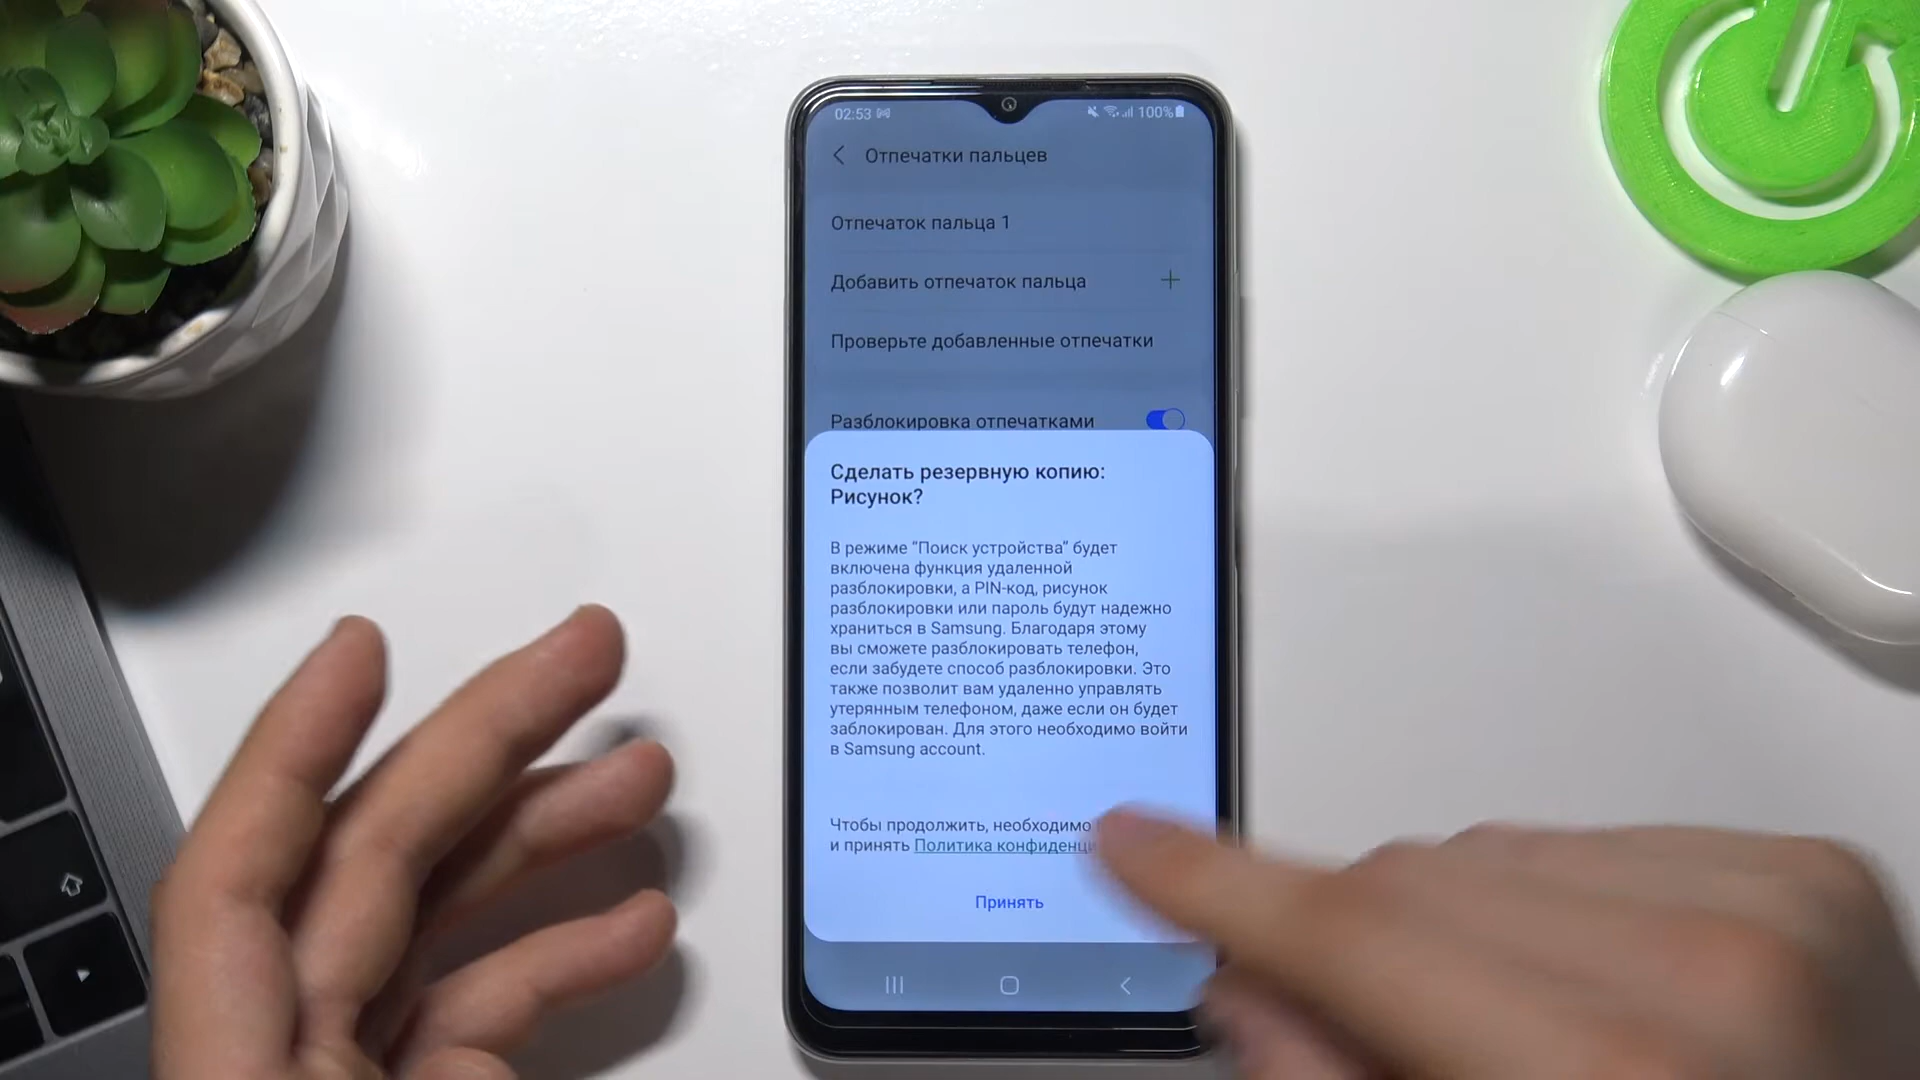 02:53
100%
Отпечатки пальцев
Отпечаток пальца 1
Добавить отпечаток пальца
Проверьте добавленные отпечатки
Разблокировка отпечатками
Сделать резервную копию:
Рисунок?
В режиме “Поиск устройства” будет
включена функция удаленной
разблокировки, а PIN-код, рисунок
разблокировки или пароль будут надежно
храниться в Samsung. Благодаря этому
вы сможете разблокировать телефон,
если забудете способ разблокировки. Это
также позволит вам удаленно управлять
утерянным телефоном, даже если он будет
заблокирован. Для этого необходимо войти
в Samsung account.
Чтобы продолжить, необходимо
и принять Политика
Принять